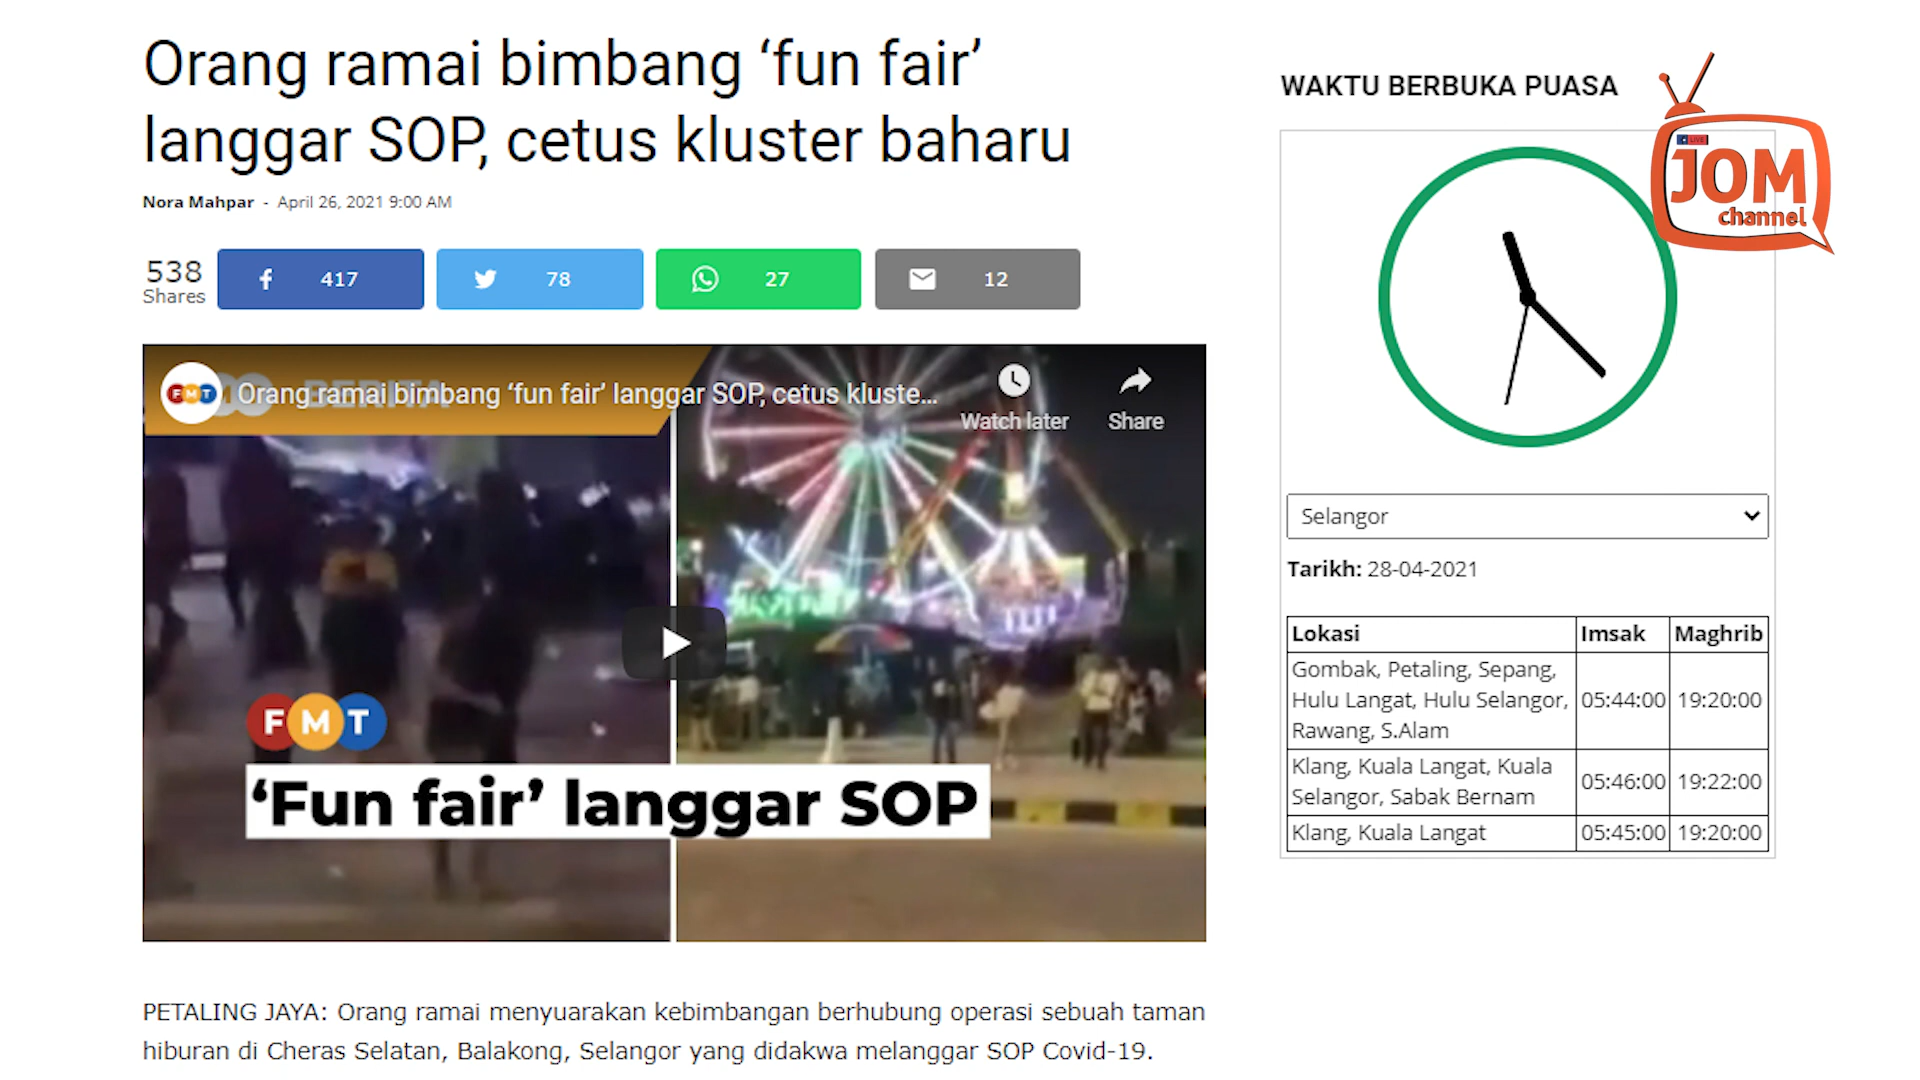 Orang ramai bimbang ‘fun fair’
langgar SOP, cetus kluster baharu
Nora Mahpar - April 26, 2021 9:00 AM
538
Shares
417
78
27
12
FMT
Orang ramai bimbang ‘fun fair’ langgar SOP, cetus kluste...
BERITA
Watch later
Share
FMT
‘Fun fair’ langgar SOP
PETALING JAYA: Orang ramai menyuarakan kebimbangan berhubung operasi sebuah taman
hiburan di Cheras Selatan, Balakong, Selangor yang didakwa melanggar SOP Covid-19.
WAKTU BERBUKA PUASA
LIVE
JOM
channel
Selangor
Tarikh: 28-04-2021
Lokasi Imsak Maghrib
Gombak, Petaling, Sepang,
Hulu Langat, Hulu Selangor, 05:44:00 19:20:00
Rawang, S.Alam
Klang, Kuala Langat, Kuala
Selangor, Sabak Bernam 05:46:00 19:22:00
Klang, Kuala Langat 05:45:00 19:20:00